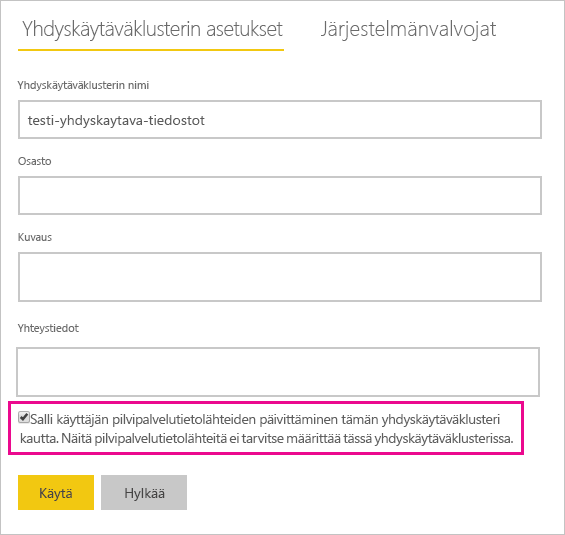 Yhdyskäytäväklusterin asetukset Järjestelmänvalvojat
Yhdyskäytäväklusterin nimi
testi-yhdyskaytava-tiedostot
Osasto
Kuvaus
Yhteystiedot
Salli käyttäjän pilvipalvelutietolähteiden päivittäminen tämän yhdyskäytäväklusteri
kautta. Näitä pilvipalvelutietolähteitä ei tarvitse määrittää tässä yhdyskäytäväklusterissa.
Käytä Hylkää